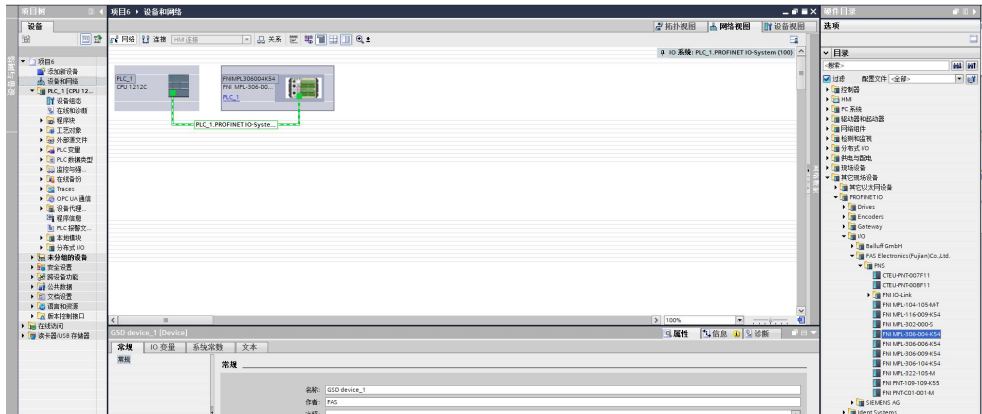 项目树
项目6 › 设备和网络
硬件目录
设备
拓扑视图
网络视图
设备视图
选项
网络
连接
HMI 连接
关系
IO 系统: PLC_1.PROFINET IO-System (100)
项目6
添加新设备
设备和网络
PLC_1 [CPU 12...
设备组态
在线和诊断
程序块
工艺对象
外部源文件
PLC 变量
PLC 数据类型
监控与强...
在线备份
Traces
OPC UA 通信
设备代理...
程序信息
PLC 报警文...
本地模块
分布式 I/O
未分组的设备
安全设置
跨设备功能
公共数据
文档设置
语言和资源
版本控制接口
在线访问
读卡器/USB 存储器
PLC_1
CPU 1212C
FNIMPL306004K54
FNI MPL-306-00...
PLC_1
PLC_1.PROFINET IO-Syste...
100%
GSD device_1 [Device]
属性
信息
诊断
常规
IO 变量
系统常数
文本
常规
常规
名称:
GSD device_1
作者:
FAS
目录
<搜索>
过滤
配置文件
<全部>
控制器
HMI
PC 系统
驱动器和起动器
网络组件
检测和监视
分布式 I/O
供电与配电
现场设备
其它现场设备
其它以太网设备
PROFINET IO
Drives
Encoders
Gateway
I/O
Balluff GmbH
FAS Electronics(Fujian)Co.,Ltd.
PNS
CTEU-PNT-007F11
CTEU-PNT-008F11
FNI IO-Link
FNI MPL-104-105-M-T
FNI MPL-116-009-K54
FNI MPL-302-000-S
FNI MPL-306-004-K54
FNI MPL-306-006-K54
FNI MPL-306-009-K54
FNI MPL-306-104-K54
FNI MPL-322-105-M
FNI PNT-109-109-K55
FNI PNT-C01-001-M
SIEMENS AG
Ident Systems